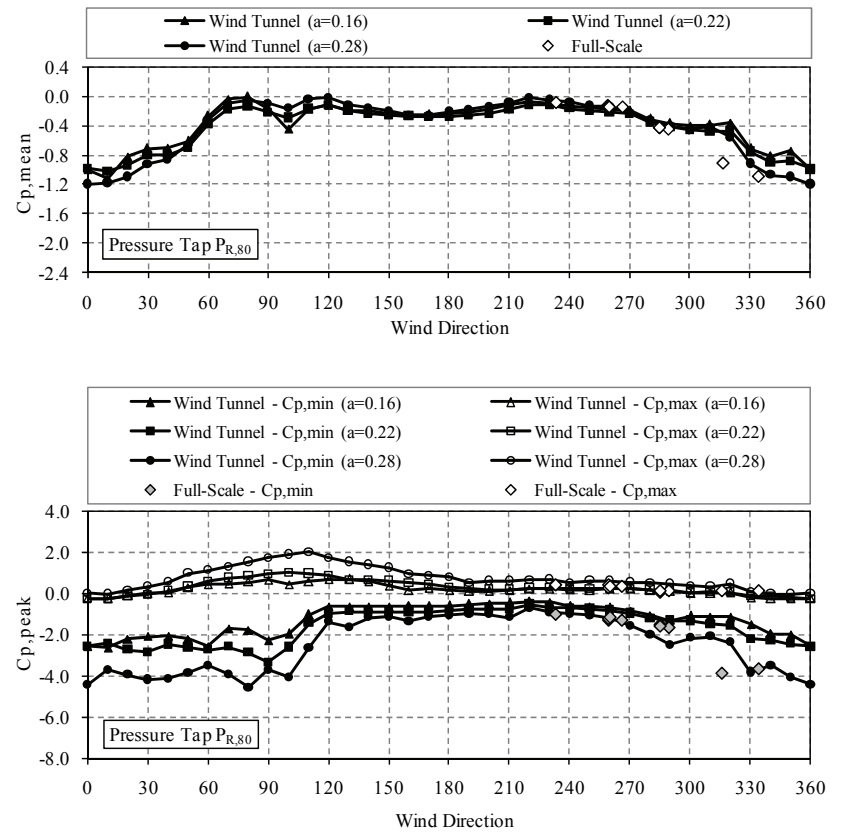 Wind Tunnel (a=0.16) Wind Tunnel (a=0.22)
Wind Tunnel (a=0.28) Full-Scale
0.4
0.0
-0.4
-0.8
-1.2
-1.6
-2.0
-2.4
Cp,mean
Pressure Tap PR,80
0 30 60 90 120 150 180 210 240 270 300 330 360
Wind Direction
Wind Tunnel - Cp,min (a=0.16) Wind Tunnel - Cp,max (a=0.16)
Wind Tunnel - Cp,min (a=0.22) Wind Tunnel - Cp,max (a=0.22)
Wind Tunnel - Cp,min (a=0.28) Wind Tunnel - Cp,max (a=0.28)
Full-Scale - Cp,min Full-Scale - Cp,max
4.0
2.0
0.0
-2.0
-4.0
-6.0
-8.0
Cp,peak
Pressure Tap PR,80
0 30 60 90 120 150 180 210 240 270 300 330 360
Wind Direction